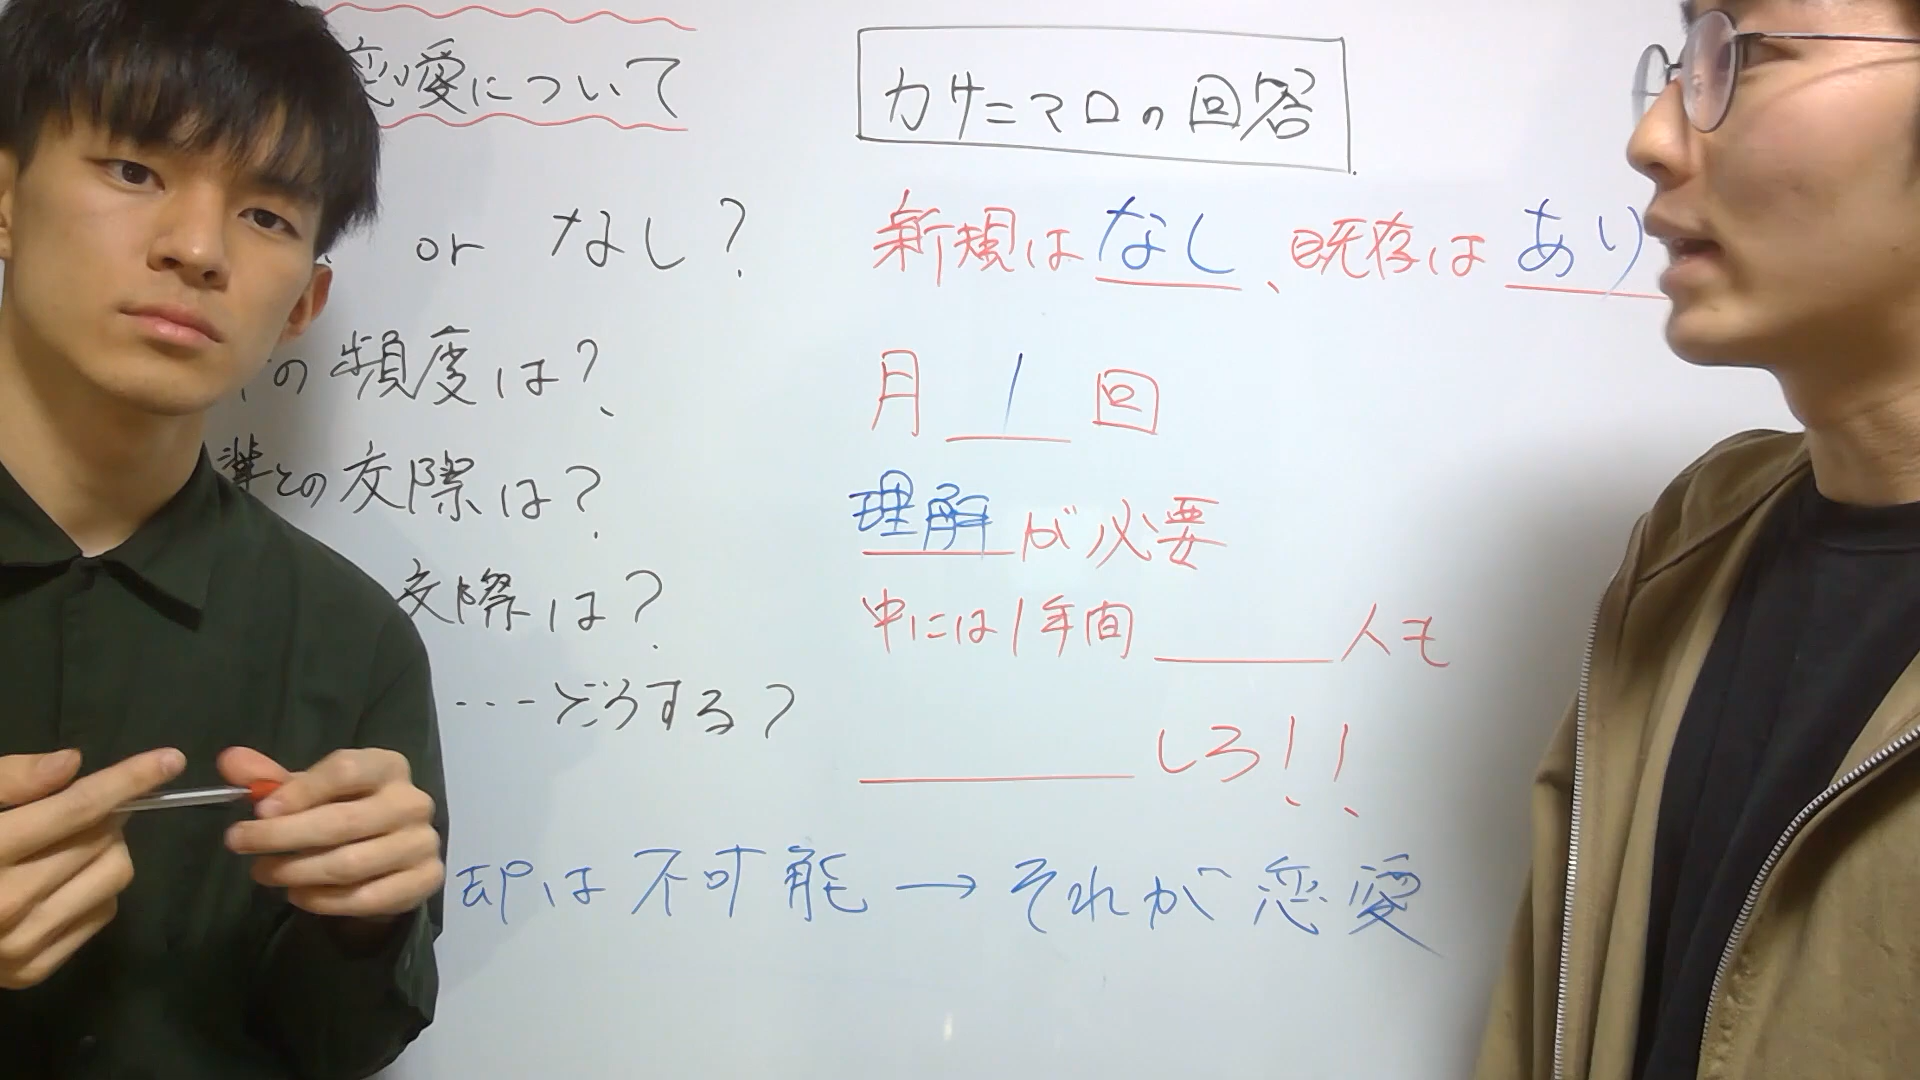 恋愛について
カサニマロの回答
or なし?
新規はなし、既存はあり
の頻度は?
月 1 回
との交際は?
理解が必要
交際は?
中には1年間 人も
…どうする?
しろ!!
却は不可能→それが恋愛